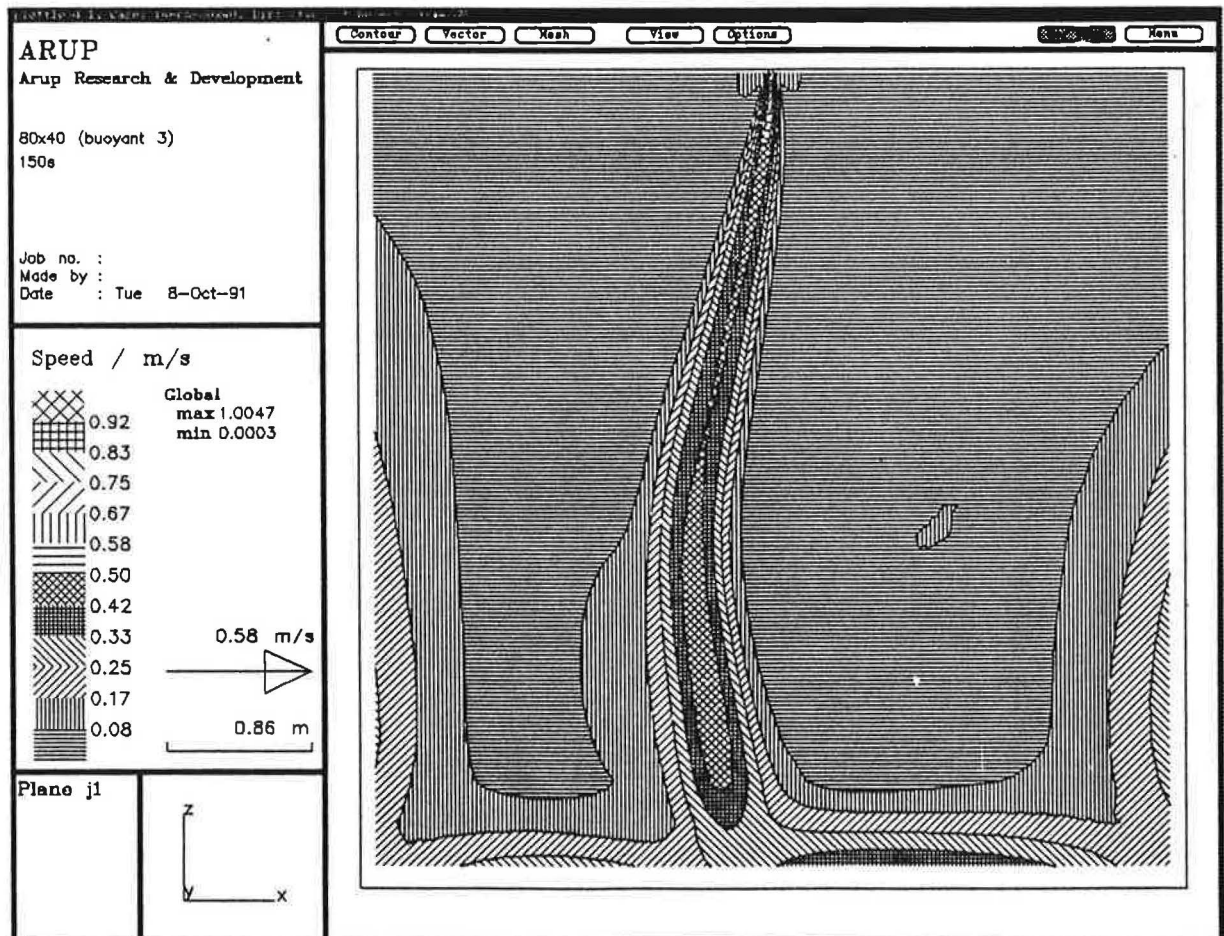 Contour Vector Mesh View Options Menu
ARUP
Arup Research & Development
80x40 (buoyant 3)
150s
Job no. :
Made by :
Date : Tue 8-Oct-91
Speed / m/s
Global
max 1.0047
min 0.0003
0.92
0.83
0.75
0.67
0.58
0.50
0.42
0.33
0.25
0.17
0.08
0.58 m/s
0.86 m
Plane j1
z
y
x